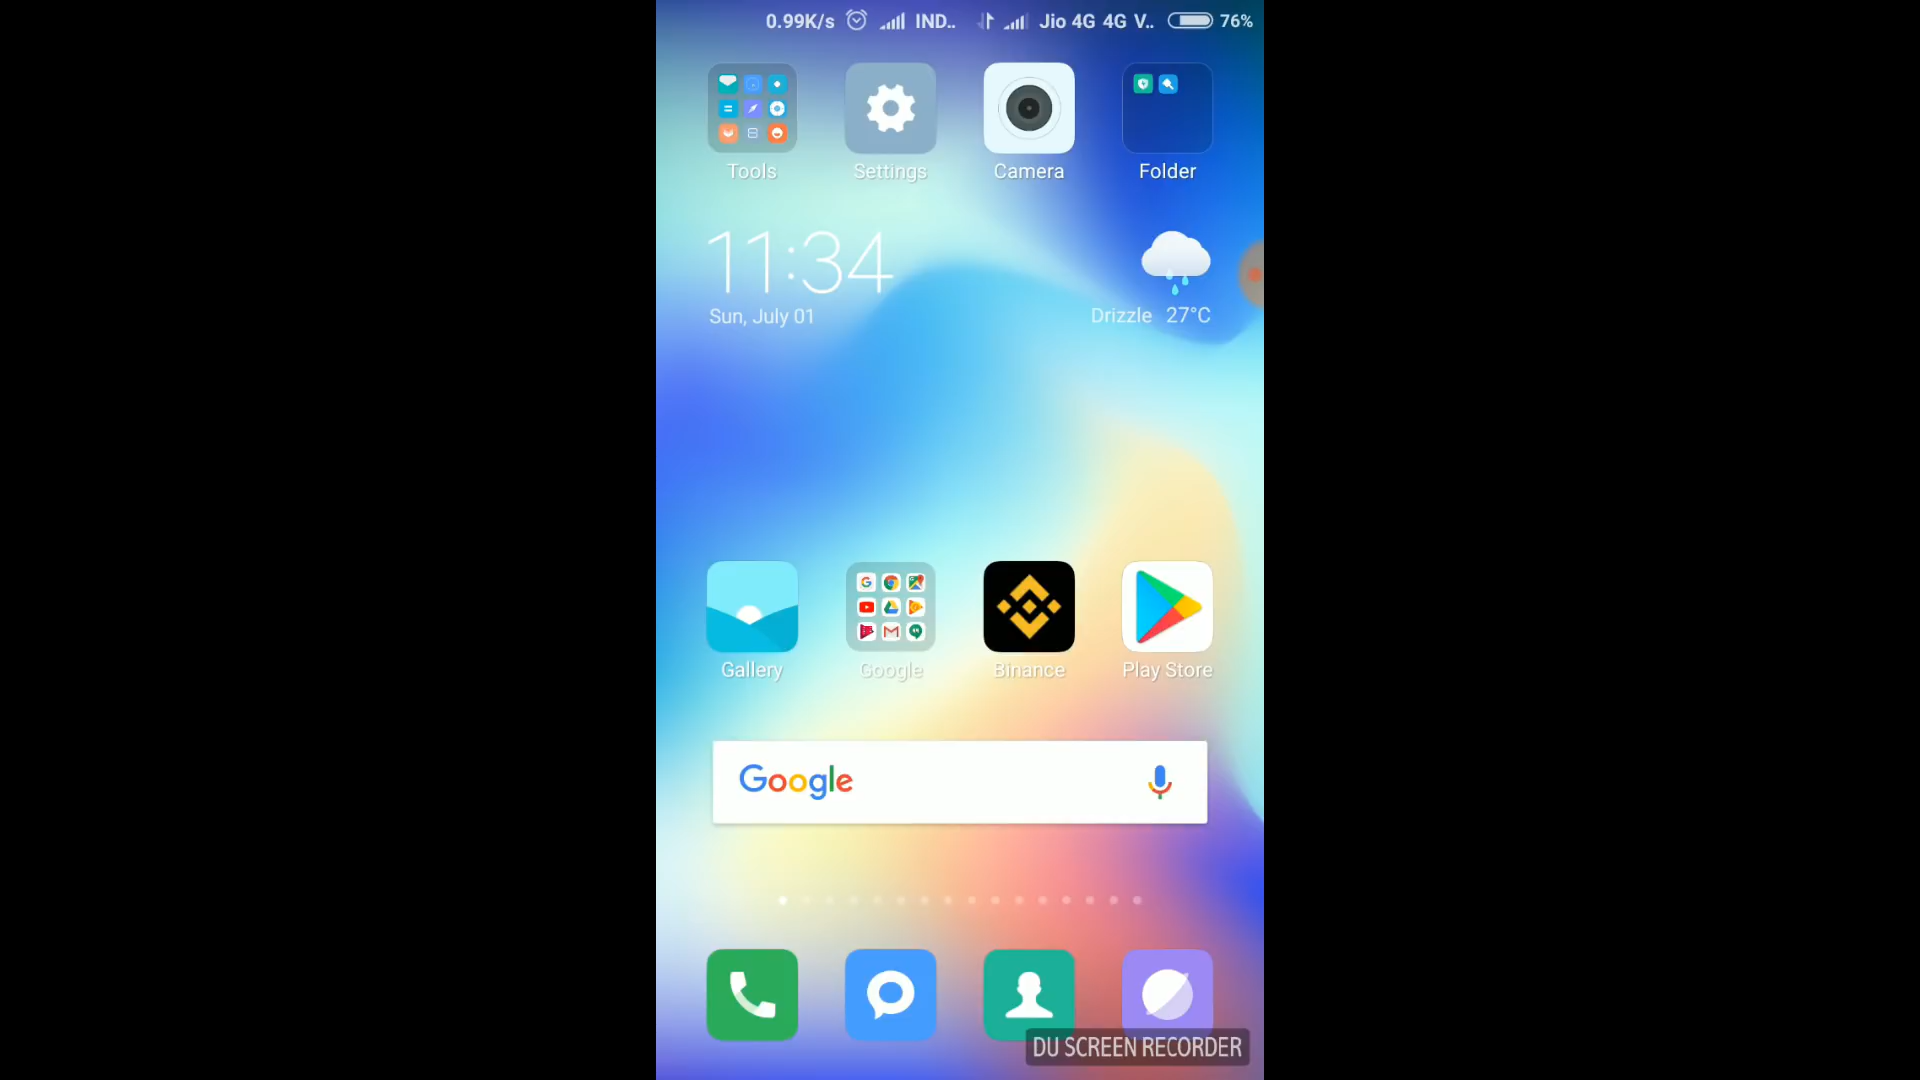 0.99K/s IND.. Jio 4G 4G V.. 76%
Tools Settings Camera Folder
11:34
Sun, July 01
Drizzle 27°C
Gallery Google Binance Play Store
Google
DU SCREEN RECORDER